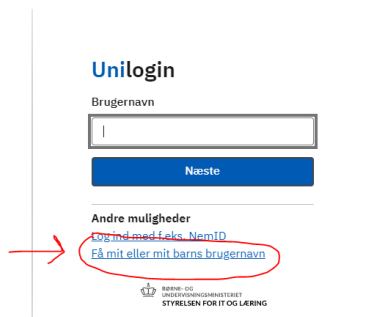 Unilogin
Brugernavn
Næste
Andre muligheder
Log ind med f.eks. NemID
Få mit eller mit barns brugernavn
BØRNE- OG
UNDERVISNINGSMINISTERIET
STYRELSEN FOR IT OG LÆRING